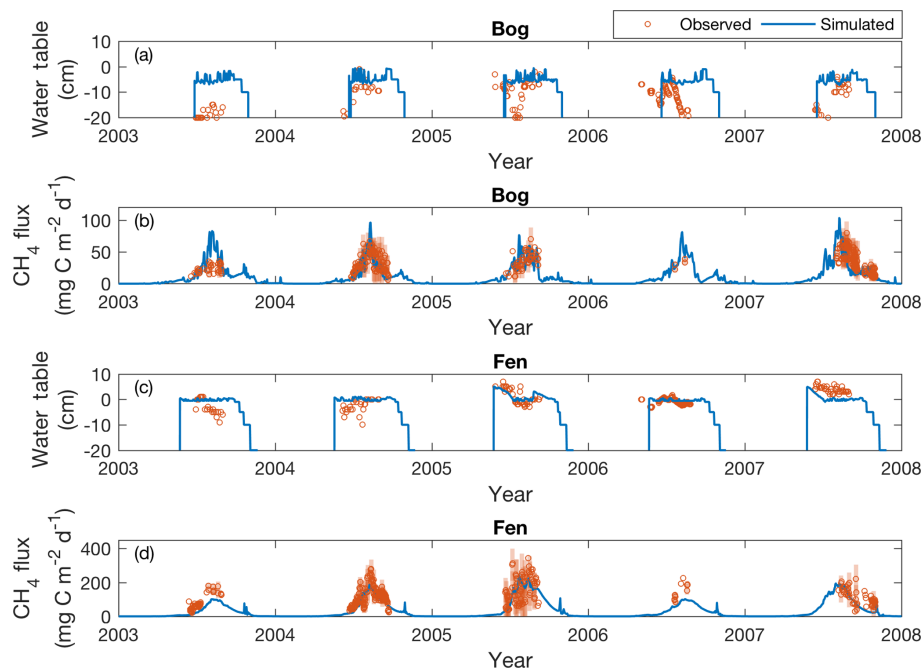 Observed Simulated
Bog
(a)
Water table
(cm)
10
0
-10
-20
2003 2004 2005 2006 2007 2008
Year
Bog
(b)
CH4 flux
(mg C m-2 d-1)
100
50
0
2003 2004 2005 2006 2007 2008
Year
Fen
(c)
Water table
(cm)
10
0
-10
-20
2003 2004 2005 2006 2007 2008
Year
Fen
(d)
CH4 flux
(mg C m-2 d-1)
400
200
0
2003 2004 2005 2006 2007 2008
Year